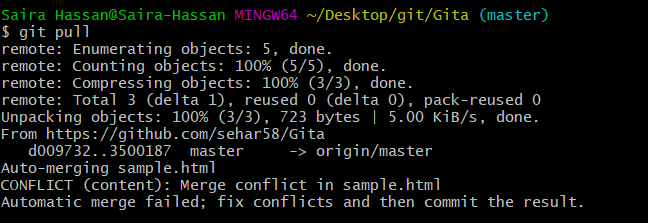 Saira Hassan@Saira-Hassan MINGW64 ~/Desktop/git/Gita (master)
$ git pull
remote: Enumerating objects: 5, done.
remote: Counting objects: 100% (5/5), done.
remote: Compressing objects: 100% (3/3), done.
remote: Total 3 (delta 1), reused 0 (delta 0), pack-reused 0
Unpacking objects: 100% (3/3), 723 bytes | 5.00 KiB/s, done.
From https://github.com/sehar58/Gita
   d009732..3500187  master     -> origin/master
Auto-merging sample.html
CONFLICT (content): Merge conflict in sample.html
Automatic merge failed; fix conflicts and then commit the result.